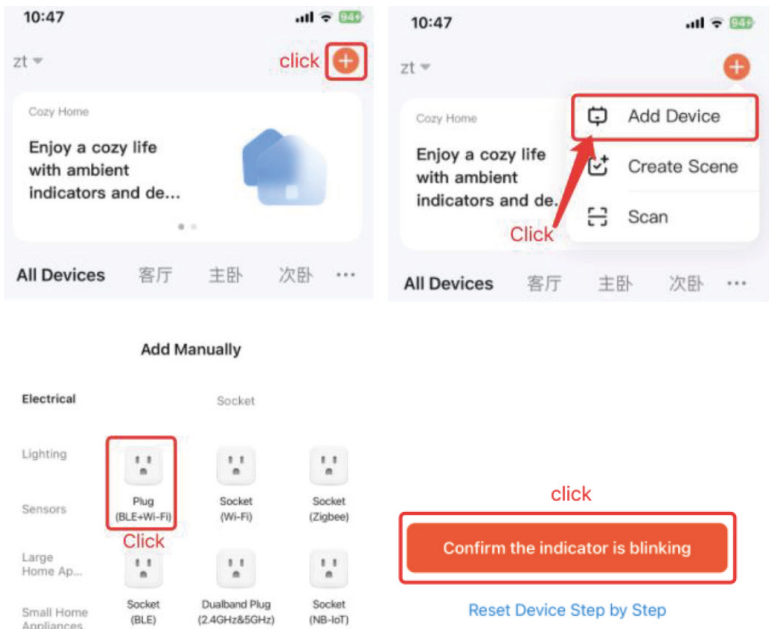 10:47
94
zt
click
Cozy Home
Enjoy a cozy life
with ambient
indicators and de...
All Devices 客厅 主卧 次卧 ...
10:47
94
zt
Add Device
Cozy Home
Enjoy a cozy life
with ambient
indicators and de.
Create Scene
Scan
Click
All Devices 客厅 主卧 次卧 ...
Add Manually
Electrical
Socket
Lighting
Sensors
Large
Home Ap...
Small Home
Appliances
Plug
(BLE+Wi-Fi)
Socket
(Wi-Fi)
Socket
(Zigbee)
Click
Socket
(BLE)
Dualband Plug
(2.4GHz&5GHz)
Socket
(NB-IoT)
click
Confirm the indicator is blinking
Reset Device Step by Step